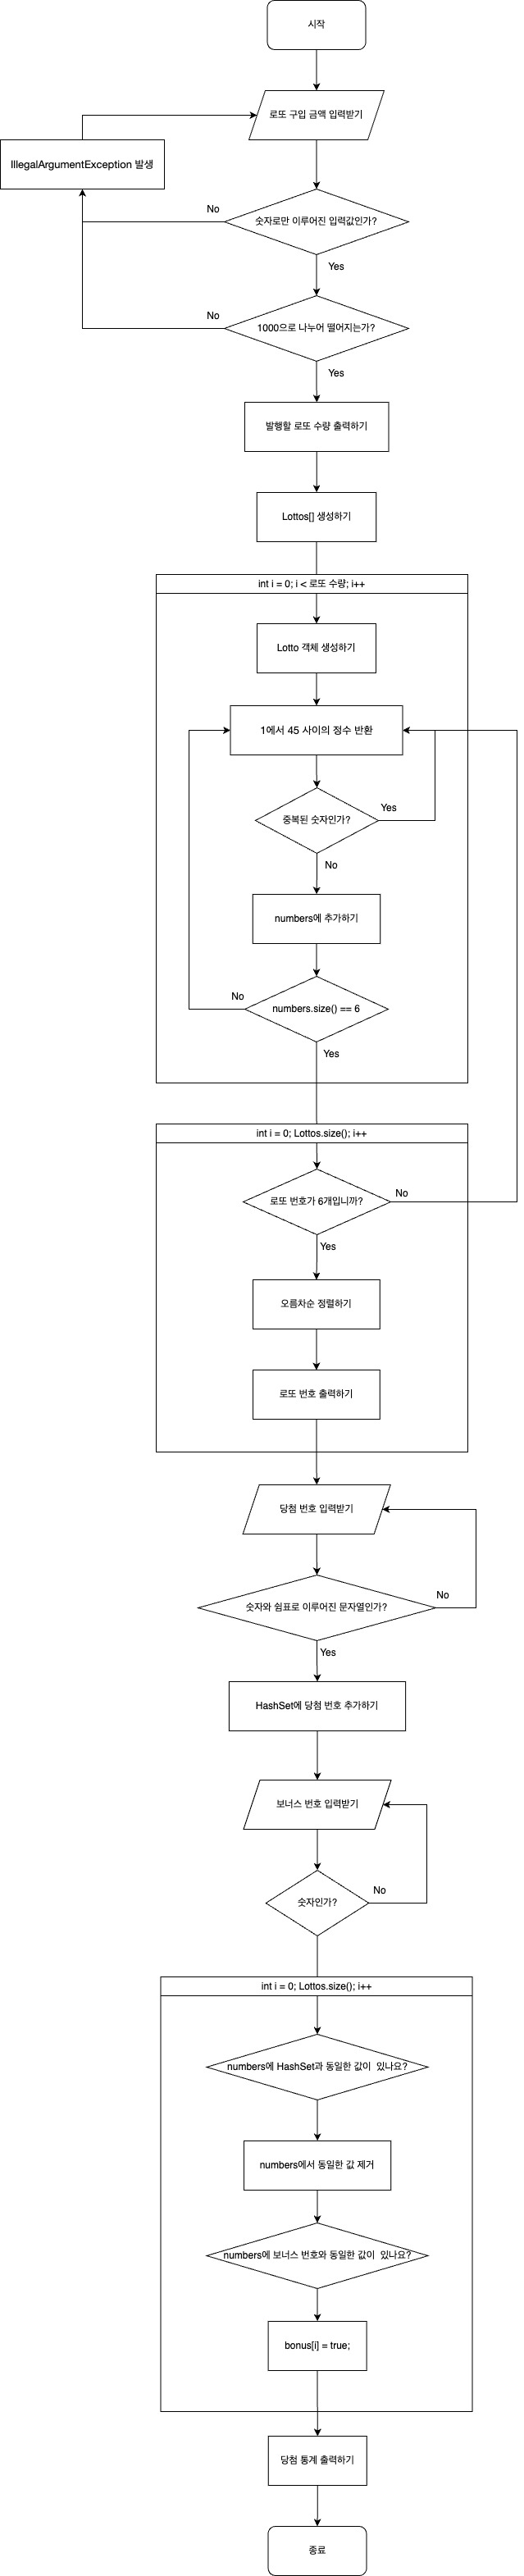 시작
로또 구입 금액 입력받기
IllegalArgumentException 발생
No
숫자로만 이루어진 입력값인가?
Yes
No
1000으로 나누어 떨어지는가?
Yes
발행할 로또 수량 출력하기
Lottos[] 생성하기
int i = 0; i < 로또 수량; i++
Lotto 객체 생성하기
1에서 45 사이의 정수 반환
중복된 숫자인가?
Yes
No
numbers에 추가하기
No
numbers.size() == 6
Yes
int i = 0; Lottos.size(); i++
로또 번호가 6개입니까?
No
Yes
오름차순 정렬하기
로또 번호 출력하기
당첨 번호 입력받기
숫자와 쉼표로 이루어진 문자열인가?
No
Yes
HashSet에 당첨 번호 추가하기
보너스 번호 입력받기
숫자인가?
No
int i = 0; Lottos.size(); i++
numbers에 HashSet과 동일한 값이 있나요?
numbers에서 동일한 값 제거
numbers에 보너스 번호와 동일한 값이 있나요?
bonus[i] = true;
당첨 통계 출력하기
종료